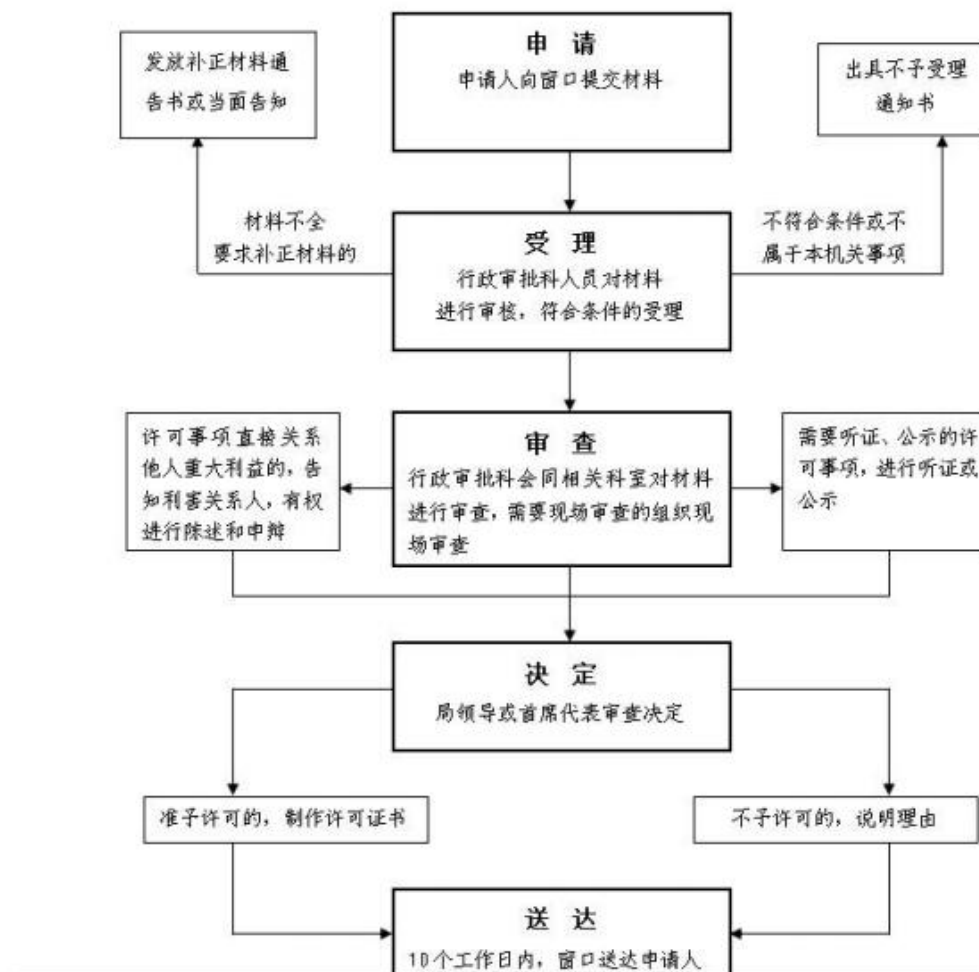 申 请
申请人向窗口提交材料
发放补正材料通
告书或当面告知
出具不予受理
通知书
材料不全
要求补正材料的
不符合条件或不
属于本机关事项
受 理
行政审批科人员对材料
进行审核，符合条件的受理
许可事项直接关系
他人重大利益的，告
知利害关系人，有权
进行陈述和申辩
审 查
行政审批科会同相关科室对材料
进行审查，需要现场审查的组织现
场审查
需要听证、公示的许
可事项，进行听证或
公示
决 定
局领导或首席代表审查决定
准予许可的，制作许可证书
不予许可的，说明理由
送 达
10个工作日内，窗口送达申请人